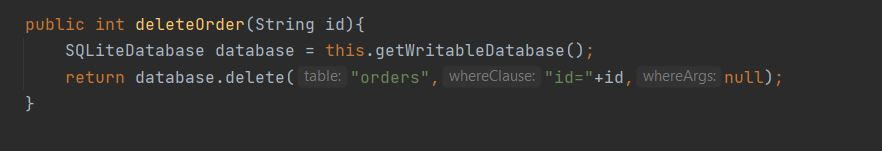 public int deleteOrder(String id){
SQLiteDatabase database = this.getWritableDatabase();
return database.delete( table: "orders", whereClause: "id="+id, whereArgs: null);
}